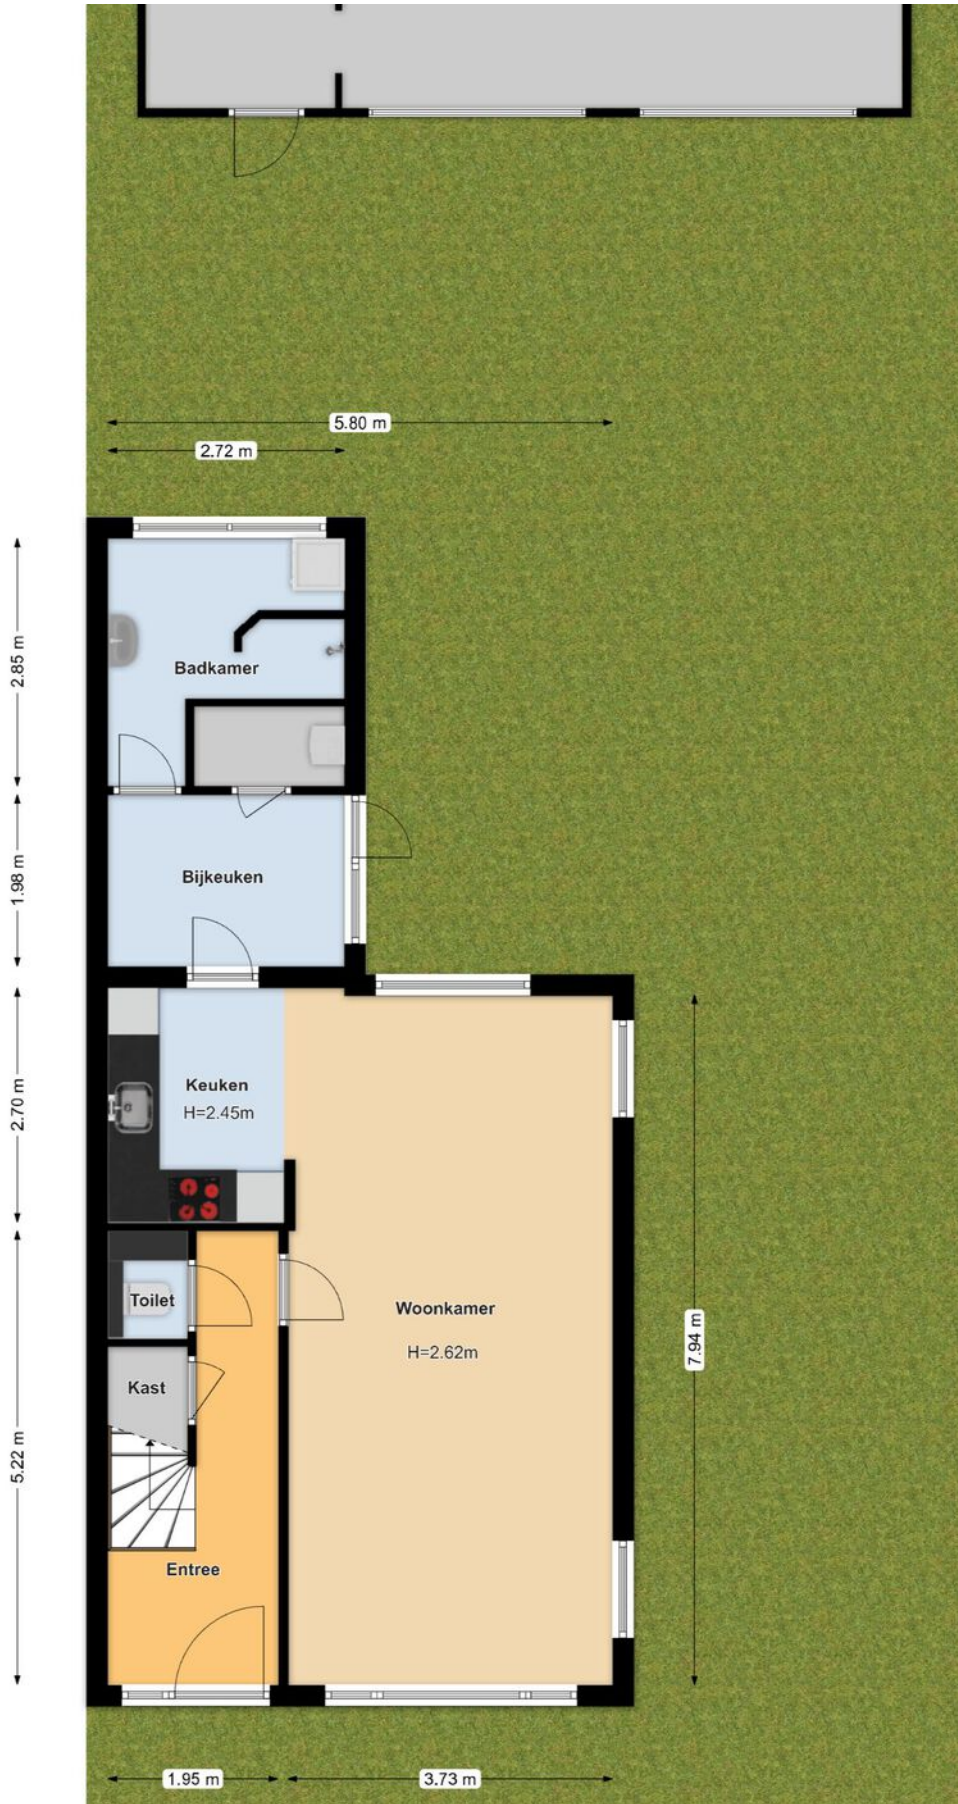 5.80 m
2.72 m
2.85 m
Badkamer
1.98 m
Bijkeuken
2.70 m
Keuken
H=2.45m
Toilet
Woonkamer
H=2.62m
7.94 m
Kast
5.22 m
Entree
1.95 m
3.73 m